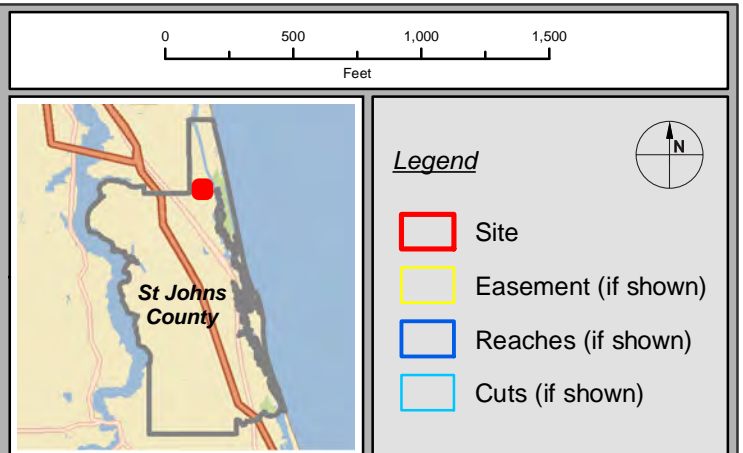 0 500 1,000 1,500
Feet
St Johns
County
Legend
N
Site
Easement (if shown)
Reaches (if shown)
Cuts (if shown)